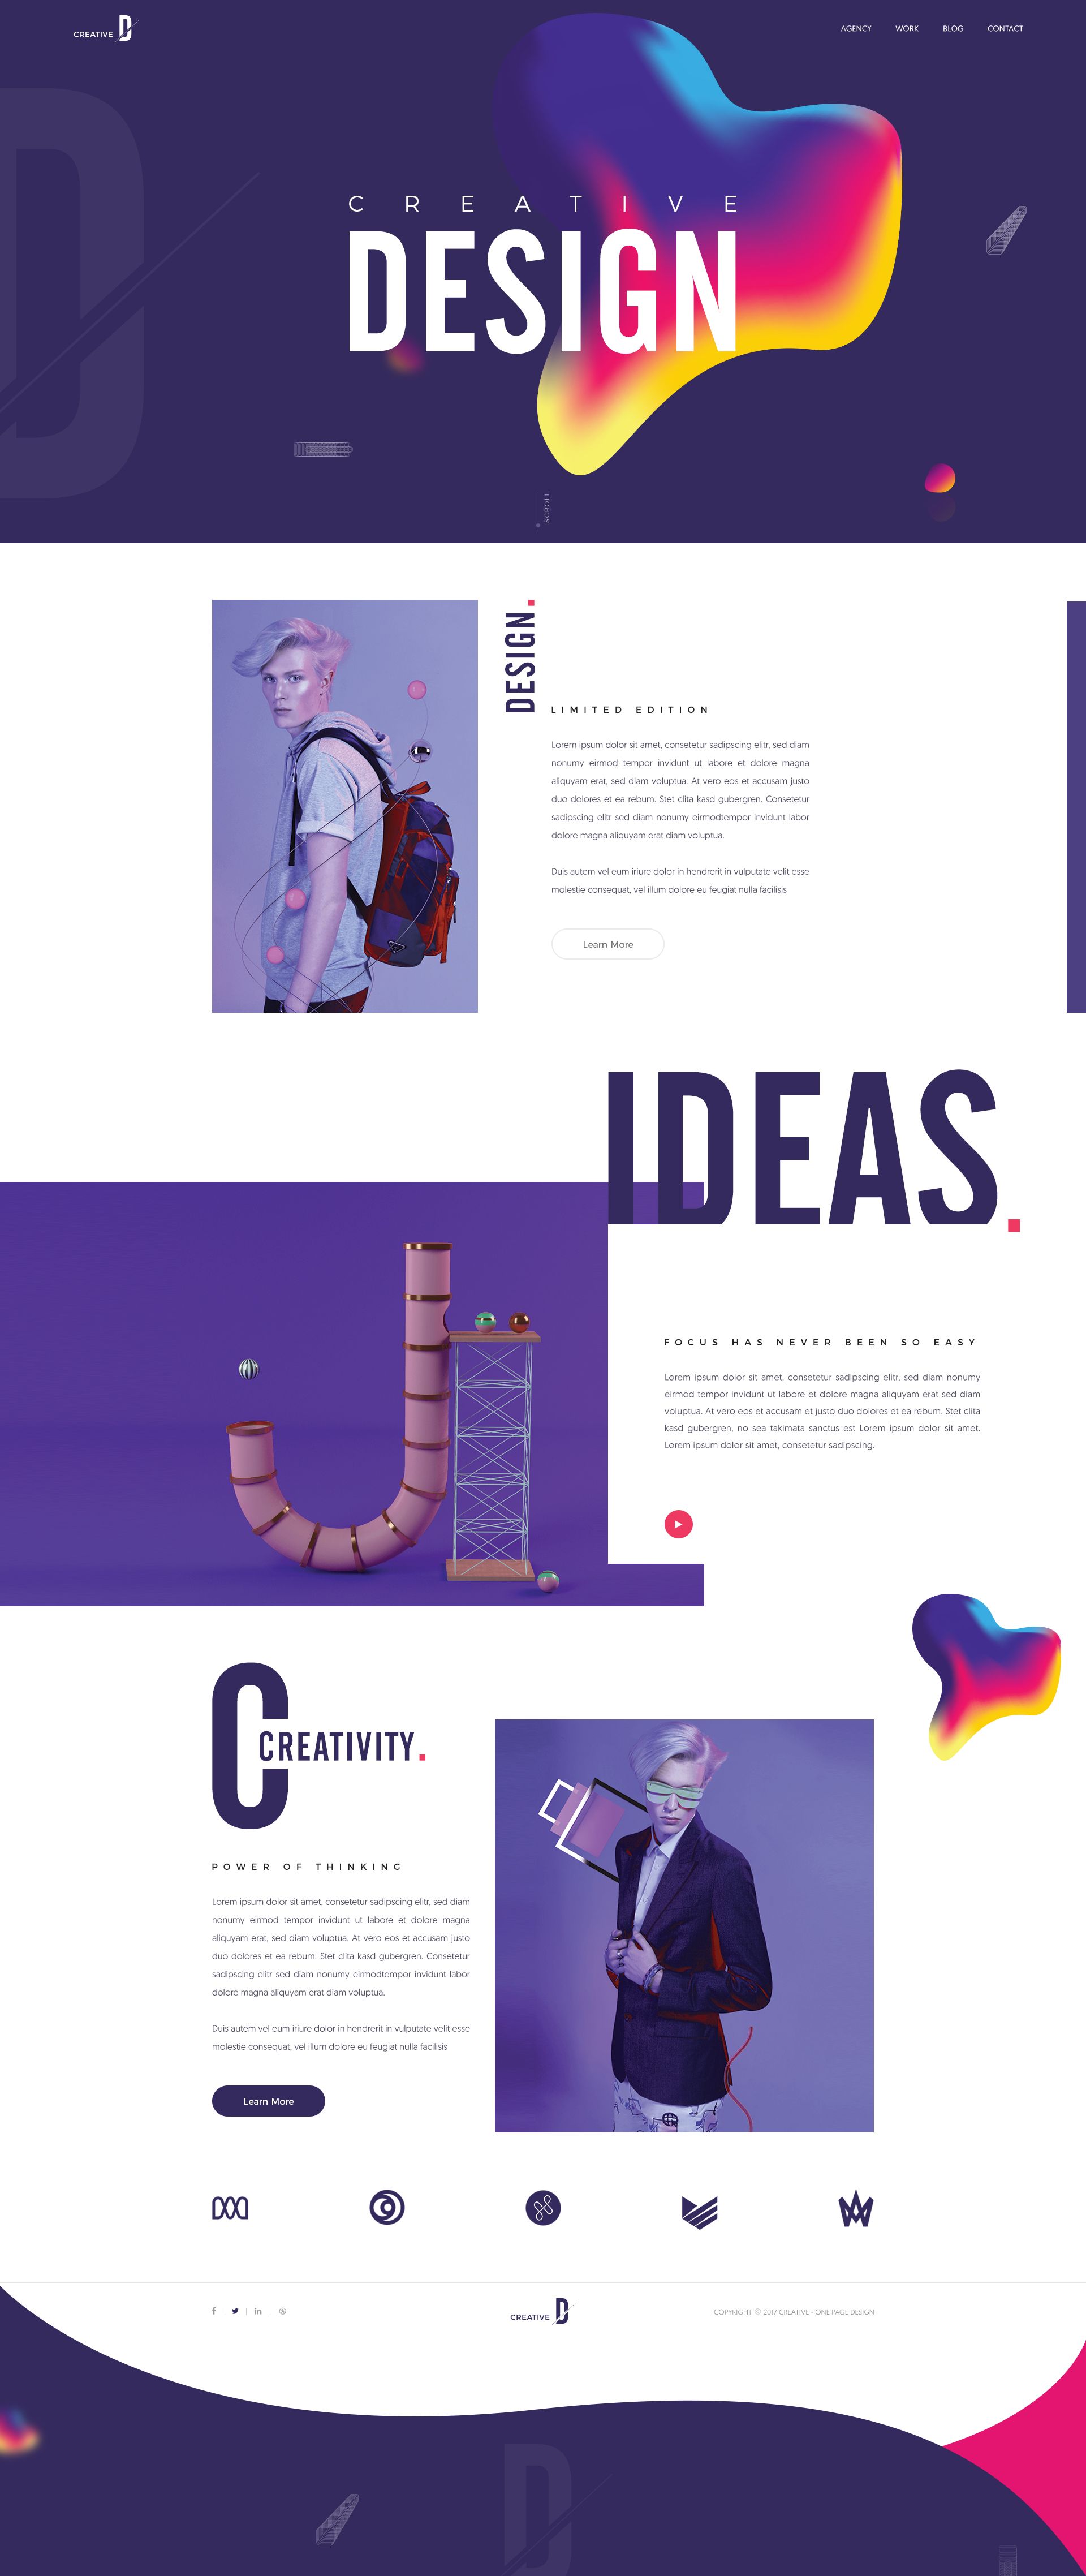 CREATIVE D
AGENCY WORK BLOG CONTACT
CREATIVE
DESIGN
SCROLL
DESIGN.
LIMITED EDITION
Lorem ipsum dolor sit amet, consetetur sadipscing elitr, sed diam
nonumy eirmod tempor invidunt ut labore et dolore magna
aliquyam erat, sed diam voluptua. At vero eos et accusam justo
duo dolores et ea rebum. Stet clita kasd gubergren. Consetetur
sadipscing elitr sed diam nonumy eirmodtempor invidunt labor
dolore magna aliquyam erat diam voluptua.
Duis autem vel eum iriure dolor in hendrerit in vulputate velit esse
molestie consequat, vel illum dolore eu feugiat nulla facilisis
Learn More
IDEAS.
FOCUS HAS NEVER BEEN SO EASY
Lorem ipsum dolor sit amet, consetetur sadipscing elitr, sed diam nonumy
eirmod tempor invidunt ut labore et dolore magna aliquyam erat sed diam
voluptua. At vero eos et accusam et justo duo dolores et ea rebum. Stet clita
kasd gubergren, no sea takimata sanctus est Lorem ipsum dolor sit amet.
Lorem ipsum dolor sit amet, consetetur sadipscing.
C
CREATIVITY.
POWER OF THINKING
Lorem ipsum dolor sit amet, consetetur sadipscing elitr, sed diam
nonumy eirmod tempor invidunt ut labore et dolore magna
aliquyam erat, sed diam voluptua. At vero eos et accusam justo
duo dolores et ea rebum. Stet clita kasd gubergren. Consetetur
sadipscing elitr sed diam nonumy eirmodtempor invidunt labor
dolore magna aliquyam erat diam voluptua.
Duis autem vel eum iriure dolor in hendrerit in vulputate velit esse
molestie consequat, vel illum dolore eu feugiat nulla facilisis
Learn More
CREATIVE D
COPYRIGHT © 2017 CREATIVE - ONE PAGE DESIGN
D